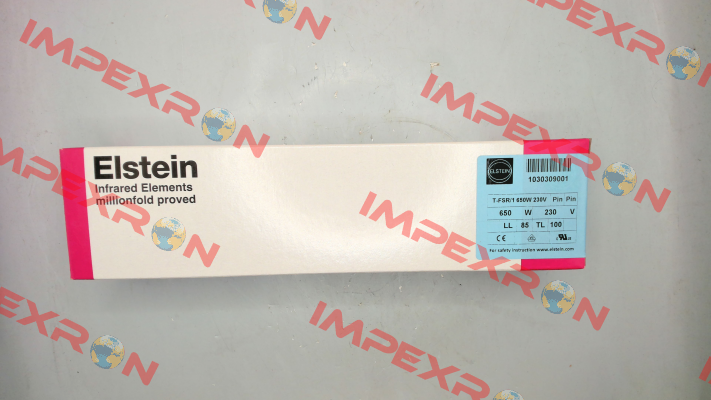 Elstein
Infrared Elements
millionfold proved
ELSTEIN
1030309001
T-FSR/1 650W 230V Pin Pin
650 W 230 V
LL 85 TL 100
CE
For safety instruction www.elstein.com
IMPEXRON
IMPEXRON
IMPEXRON
IMPEXRON
IMPEXRON
IMPEXRON
IMPEXRON
IMPEXRON